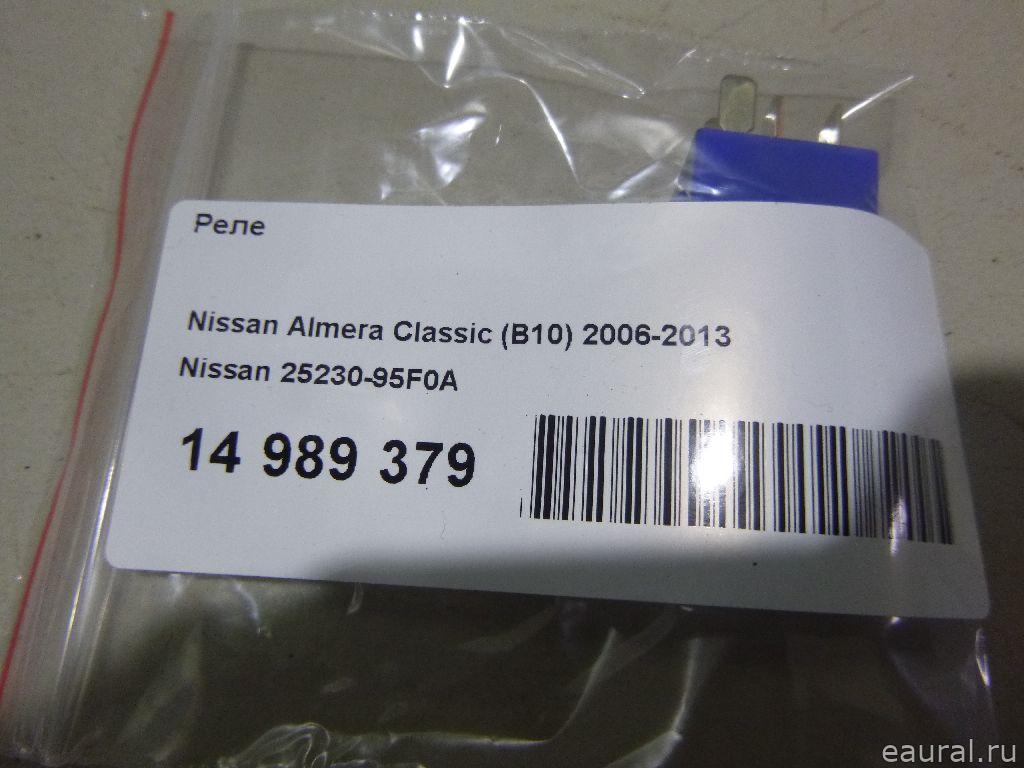 Реле
Nissan Almera Classic (B10) 2006-2013
Nissan 25230-95F0A
14 989 379
eaural.ru